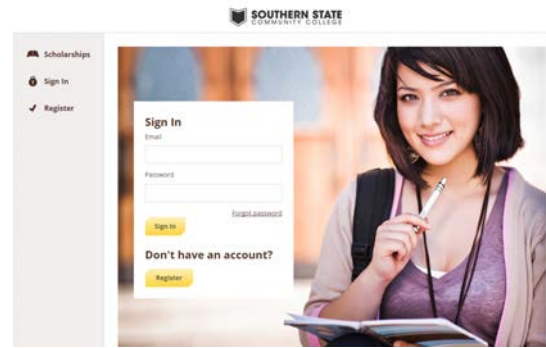 SOUTHERN STATE
COMMUNITY COLLEGE
Scholarships
Sign In
Register
Sign In
Email
Password
Forgot password
Sign In
Don't have an account?
Register